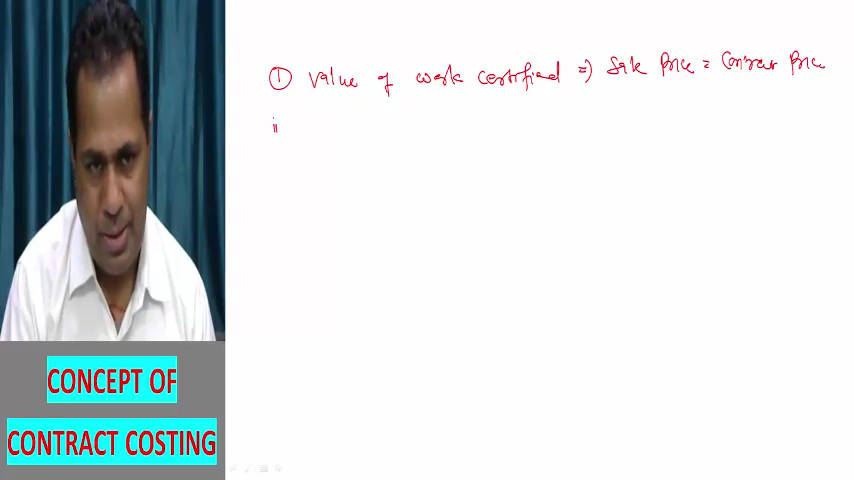 ① Value of work certified => Sale Price = Contract Price
ii
CONCEPT OF
CONTRACT COSTING